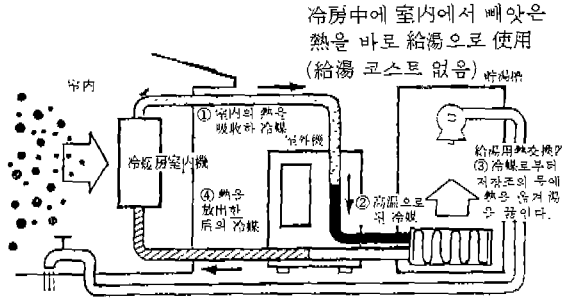 冷房中에 室内에서 빼앗은
熱을 바로 給湯으로 使用
(給湯 코스트 없음)
室内
貯湯槽
① 室内의 熱을
吸收한 冷媒
室外機
冷暖房室内機
給湯用熱交換
③ 冷媒로부터
저장조의 물에
熱을 옮겨 湯
을 끓인다.
④ 熱을
放出한
后의 冷媒
② 高温으로
된 冷媒